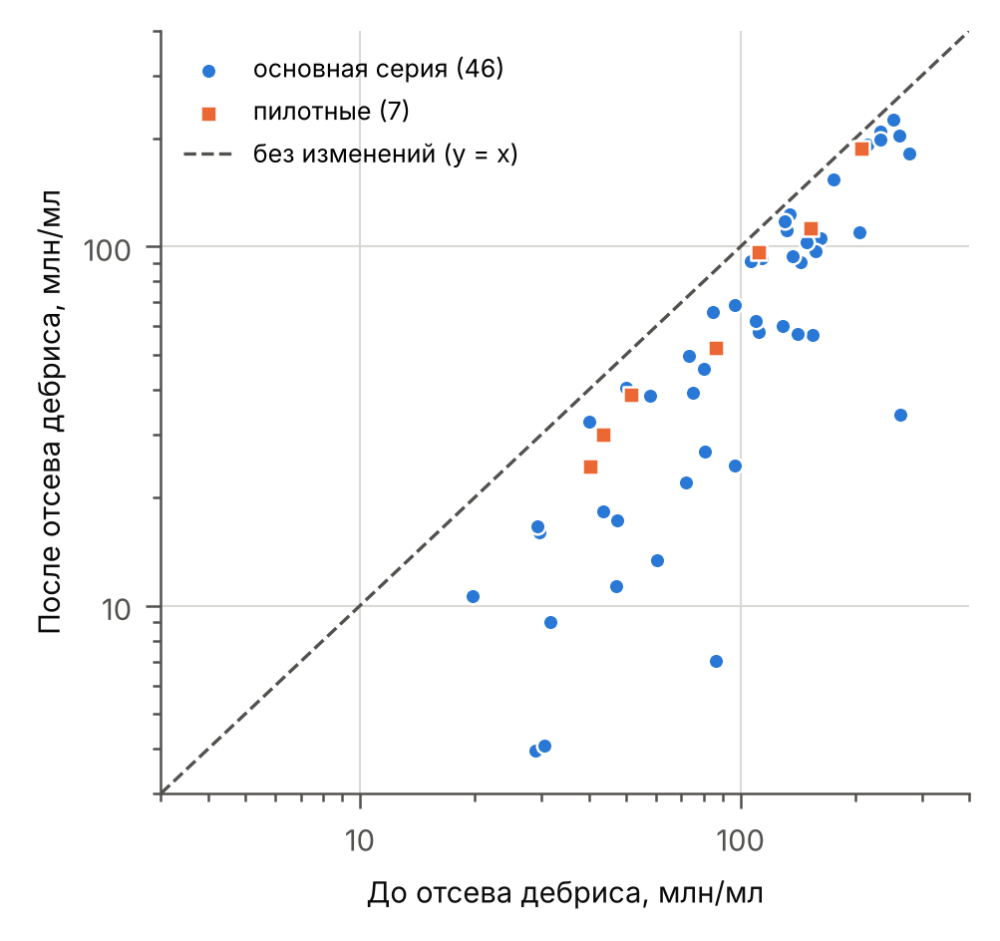 основная серия (46)
пилотные (7)
без изменений (y = x)
После отсева дебриса, млн/мл
100
10
10
100
До отсева дебриса, млн/мл